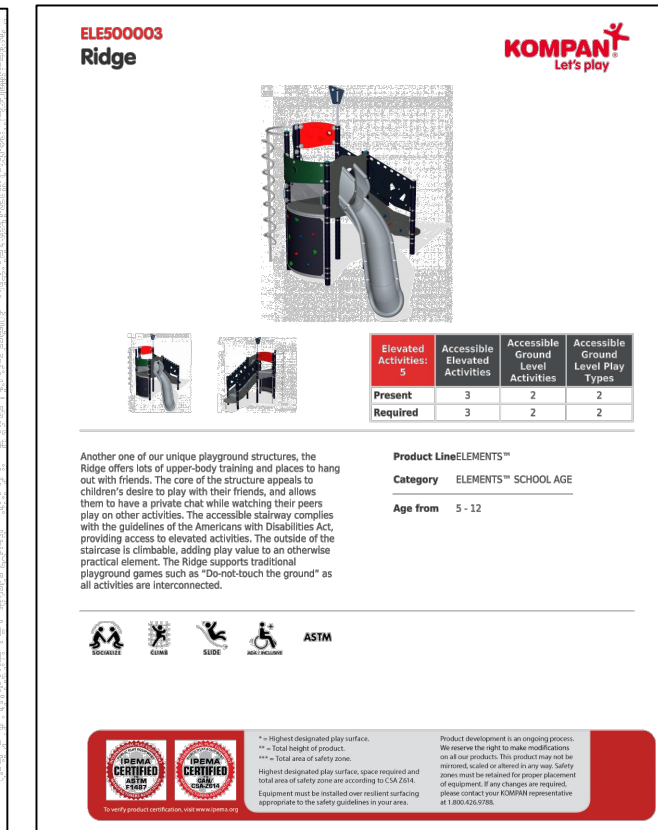 ELE500003
Ridge
KOMPAN
Let's play
Elevated Activities: 5 Accessible Elevated Activities Accessible Ground Level Activities Accessible Ground Level Play Types
Present 3 2 2
Required 3 2 2
Another one of our unique playground structures, the
Ridge offers lots of upper-body training and places to hang
out with friends. The core of the structure appeals to
children's desire to play with their friends, and allows
them to have a private chat while watching their peers
play on other activities. The accessible stairway complies
with the guidelines of the Americans with Disabilities Act,
providing access to elevated activities. The outside of the
staircase is climbable, adding play value to an otherwise
practical element. The Ridge supports traditional
playground games such as "Do-not-touch the ground" as
all activities are interconnected.
Product Line ELEMENTS™
Category ELEMENTS™ SCHOOL AGE
Age from 5 - 12
SOCIALIZE CLIMB SLIDE ADA / INCLUSIVE ASTM
IPEMA
CERTIFIED
TO
ASTM
F1487
IPEMA
CERTIFIED
TO
CAN/
CSA-Z614
To verify product certification, visit www.ipema.org
* = Highest designated play surface.
** = Total height of product.
*** = Total area of safety zone.
Highest designated play surface, space required and
total area of safety zone are according to CSA Z614.
Equipment must be installed over resilient surfacing
appropriate to the safety guidelines in your area.
Product development is an ongoing process.
We reserve the right to make modifications
on all our products. This product may not be
mirrored, scaled or altered in any way. Safety
zones must be retained for proper placement
of equipment. If any changes are required,
please contact your KOMPAN representative
at 1.800.426.9788.